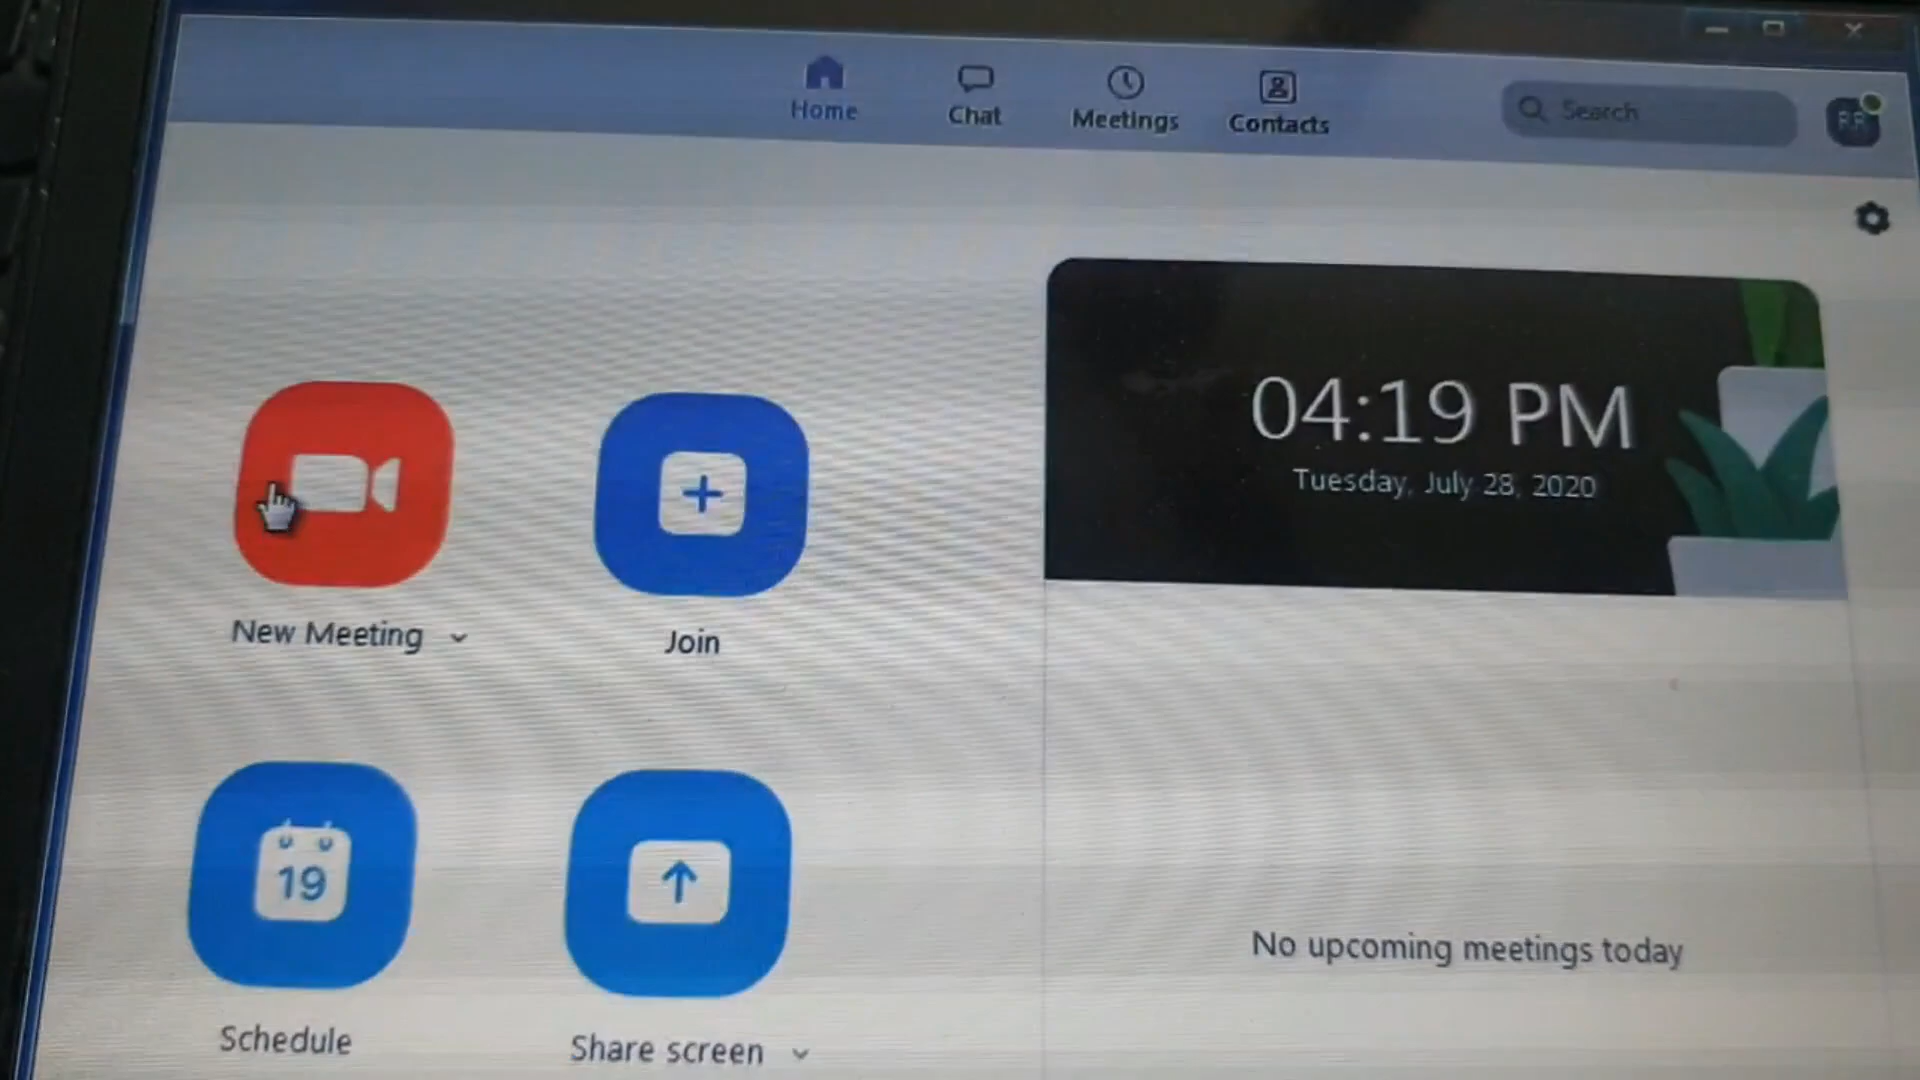 Home
Chat
Meetings
Contacts
Search
04:19 PM
Tuesday, July 28, 2020
New Meeting
Join
19
Schedule
Share screen
No upcoming meetings today